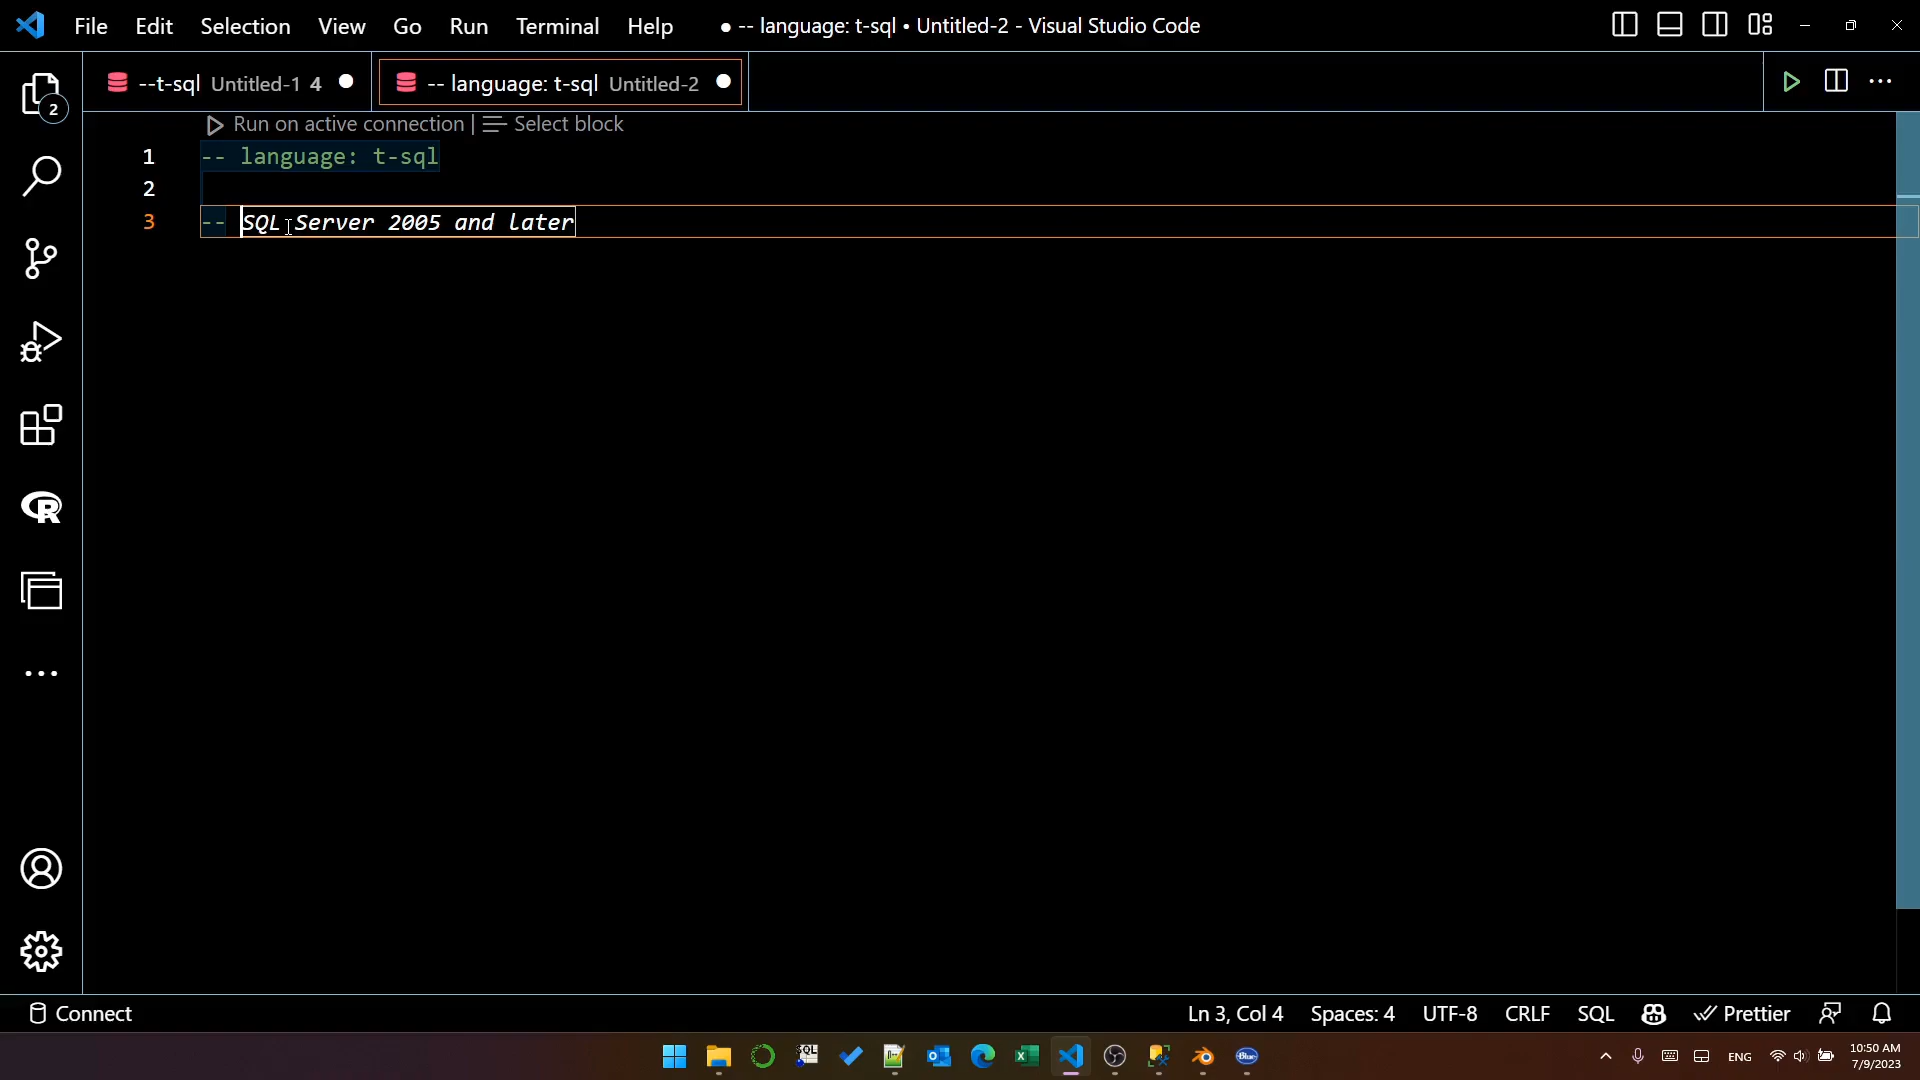 File Edit Selection View Go Run Terminal Help ● -- language: t-sql • Untitled-2 - Visual Studio Code
--t-sql Untitled-1 4 -- language: t-sql Untitled-2
Run on active connection | Select block
1 -- language: t-sql
2
3 -- SQL Server 2005 and later
2
Connect Ln 3, Col 4 Spaces: 4 UTF-8 CRLF SQL Prettier
SQL Blue ENG 10:50 AM
7/9/2023